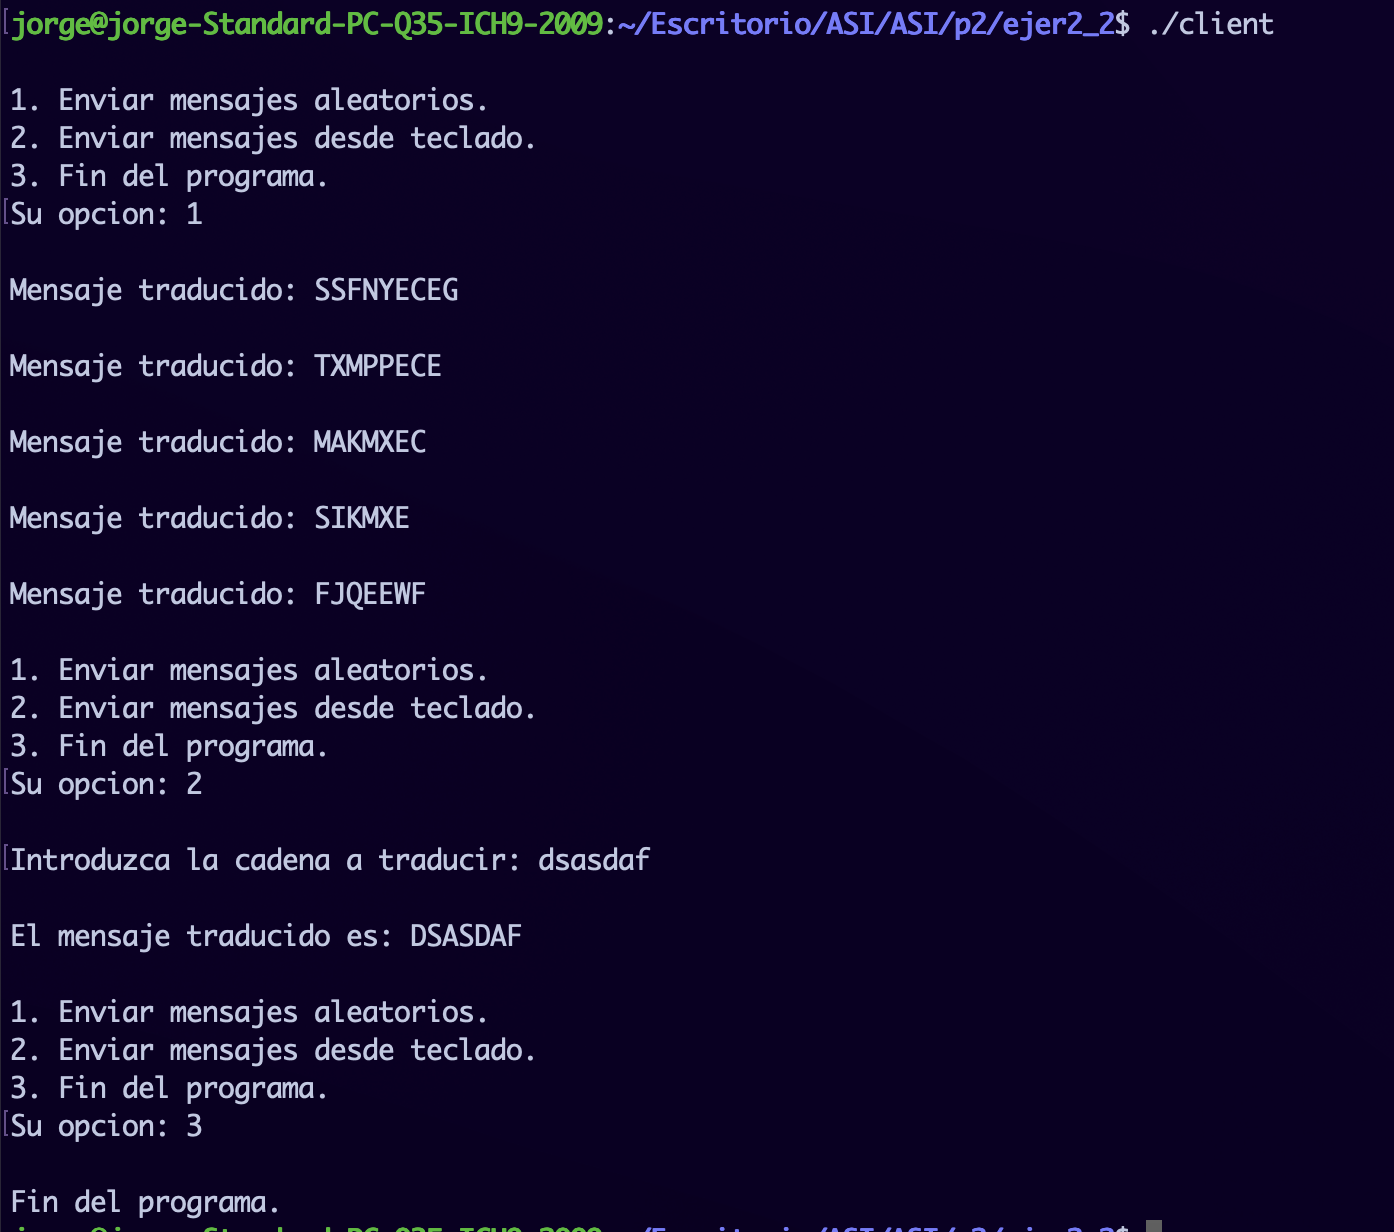 jorge@jorge-Standard-PC-Q35-ICH9-2009:~/Escritorio/ASI/ASI/p2/ejer2_2$ ./client
1. Enviar mensajes aleatorios.
2. Enviar mensajes desde teclado.
3. Fin del programa.
Su opcion: 1
Mensaje traducido: SSFNYECEG
Mensaje traducido: TXMPPECE
Mensaje traducido: MAKMXEC
Mensaje traducido: SIKMXE
Mensaje traducido: FJQEEWF
1. Enviar mensajes aleatorios.
2. Enviar mensajes desde teclado.
3. Fin del programa.
Su opcion: 2
Introduzca la cadena a traducir: dsasdaf
El mensaje traducido es: DSASDAF
1. Enviar mensajes aleatorios.
2. Enviar mensajes desde teclado.
3. Fin del programa.
Su opcion: 3
Fin del programa.